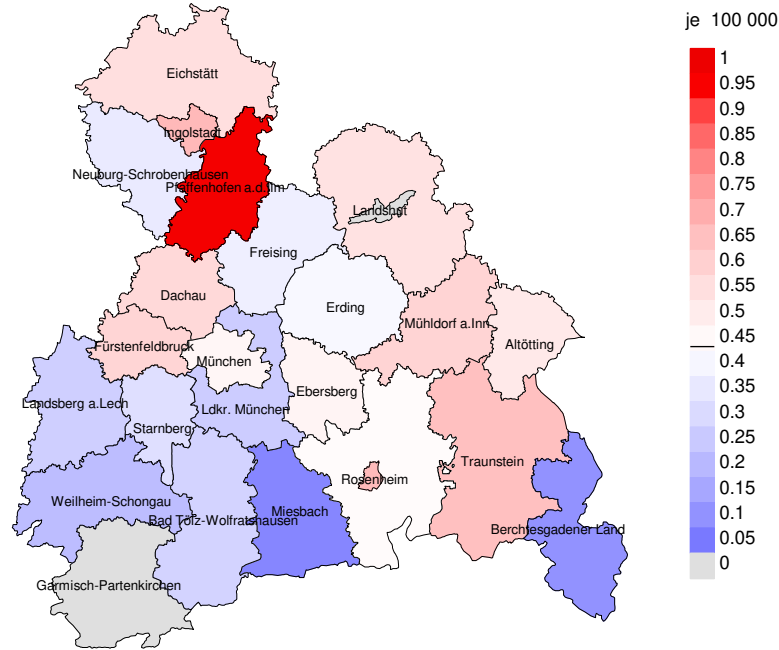 je 100 000
1
0.95
0.9
0.85
0.8
0.75
0.7
0.65
0.6
0.55
0.5
0.45
0.4
0.35
0.3
0.25
0.2
0.15
0.1
0.05
0
Eichstätt
Ingolstadt
Neuburg-Schrobenhausen
Pfaffenhofen a.d.Ilm
Landshut
Freising
Dachau
Erding
Mühldorf a.Inn
Fürstenfeldbruck
München
Altötting
Ebersberg
Landsberg a.Lech
Ldkr. München
Starnberg
Traunstein
Rosenheim
Weilheim-Schongau
Miesbach
Bad Tölz-Wolfratshausen
Berchtesgadener Land
Garmisch-Partenkirchen